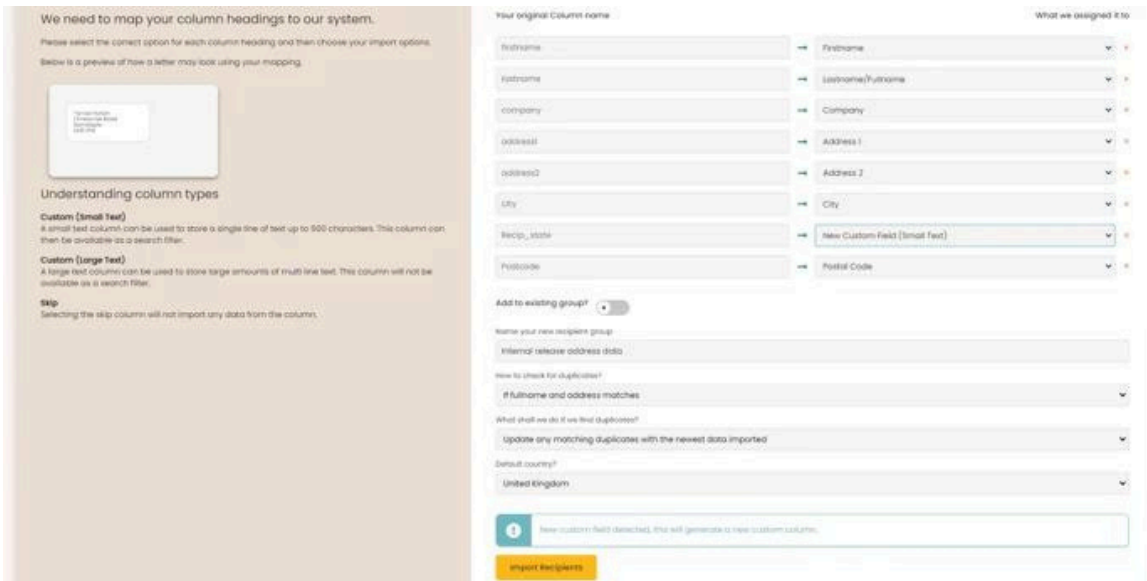 We need to map your column headings to our system.
Please select the correct option for each column heading and then choose your import options.
Below is a preview of how a letter may look using your mapping.
Understanding column types
Custom (Small Text)
A small text column can be used to store a single line of text up to 500 characters. This column can
then be available as a search filter.
Custom (Large Text)
A large text column can be used to store large amounts of multi line text. This column will not be
available as a search filter.
Skip
Selecting the skip column will not import any data from the column.
Your original Column name
What we assigned it to
firstname
Firstname
lastname
Lastname/Fullname
company
Company
address1
Address 1
address2
Address 2
city
City
Recip_state
New Custom Field (Small Text)
Postcode
Postal Code
Add to existing group?
Name your new recipient group
Internal release address data
How to check for duplicates?
If fullname and address matches
What shall we do if we find duplicates?
Update any matching duplicates with the newest data imported
Default country?
United Kingdom
New custom field detected, this will generate a new custom column.
Import Recipients